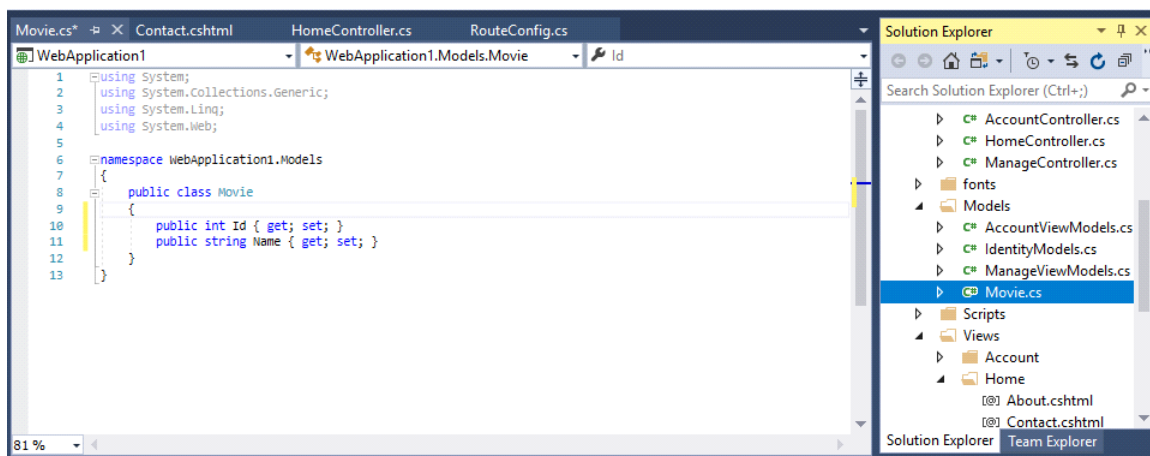 Movie.cs* Contact.cshtml HomeController.cs RouteConfig.cs
WebApplication1 WebApplication1.Models.Movie Id
1 using System;
2 using System.Collections.Generic;
3 using System.Linq;
4 using System.Web;
5
6 namespace WebApplication1.Models
7 {
8 public class Movie
9 {
10 public int Id { get; set; }
11 public string Name { get; set; }
12 }
13 }
81 %
Solution Explorer
Search Solution Explorer (Ctrl+;)
C# AccountController.cs
C# HomeController.cs
C# ManageController.cs
fonts
Models
C# AccountViewModels.cs
C# IdentityModels.cs
C# ManageViewModels.cs
C# Movie.cs
Scripts
Views
Account
Home
[@] About.cshtml
[@] Contact.cshtml
Solution Explorer Team Explorer